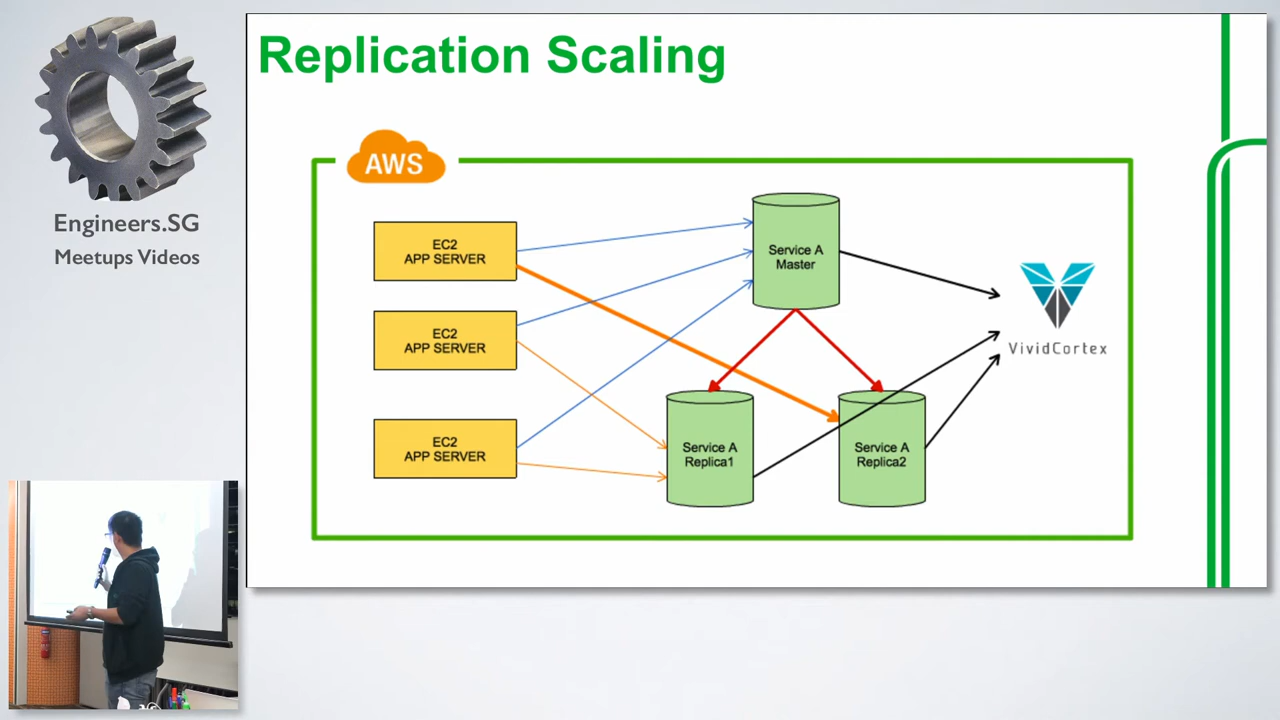 Replication Scaling
AWS
Engineers.SG
Meetups Videos
EC2
APP SERVER
EC2
APP SERVER
EC2
APP SERVER
Service A
Master
VividCortex
Service A
Replica1
Service A
Replica2